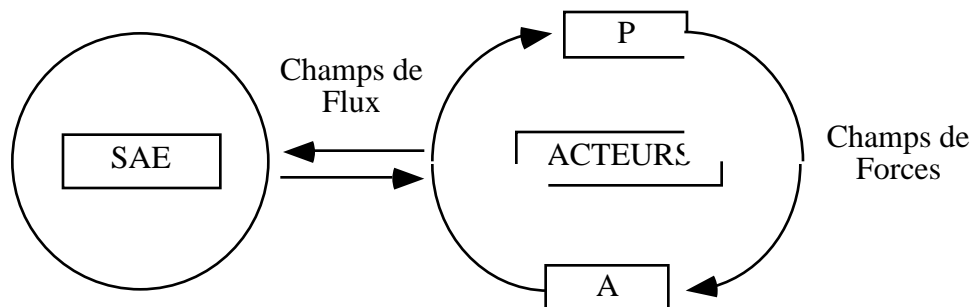 P
Champs de
Flux
SAE
ACTEURS
Champs de
Forces
A